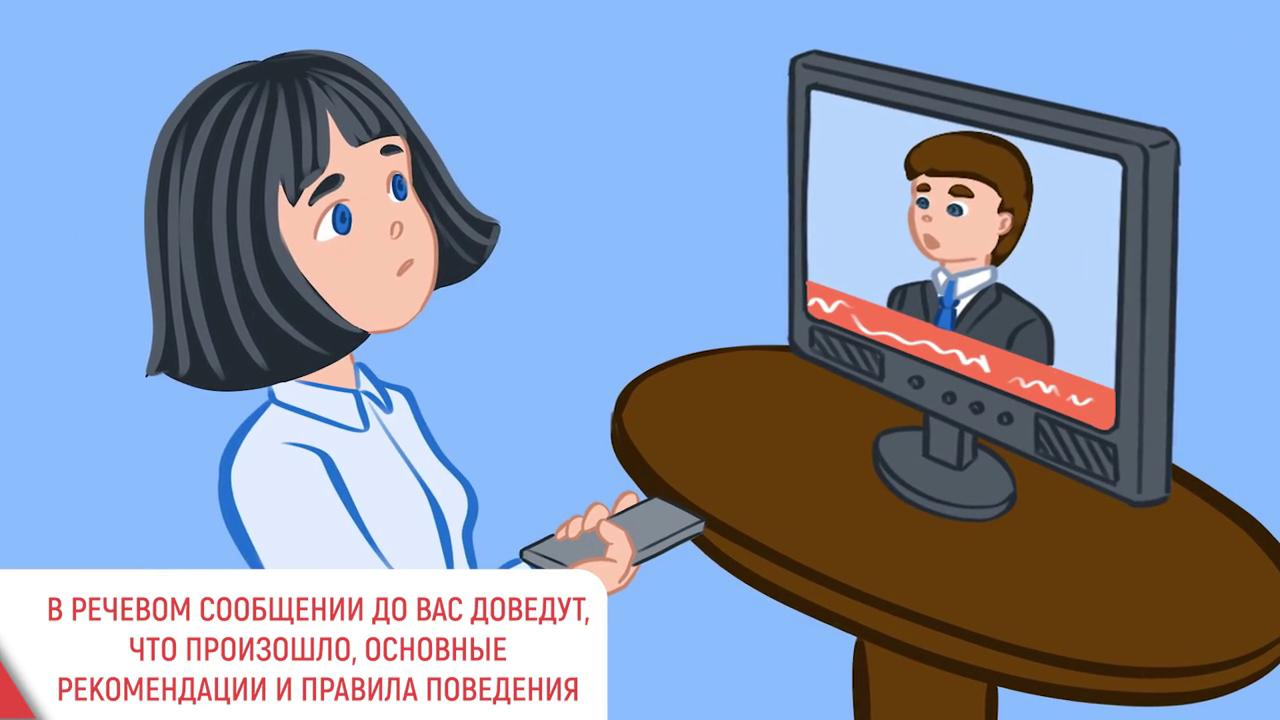 В РЕЧЕВОМ СООБЩЕНИИ ДО ВАС ДОВЕДУТ,
ЧТО ПРОИЗОШЛО, ОСНОВНЫЕ
РЕКОМЕНДАЦИИ И ПРАВИЛА ПОВЕДЕНИЯ